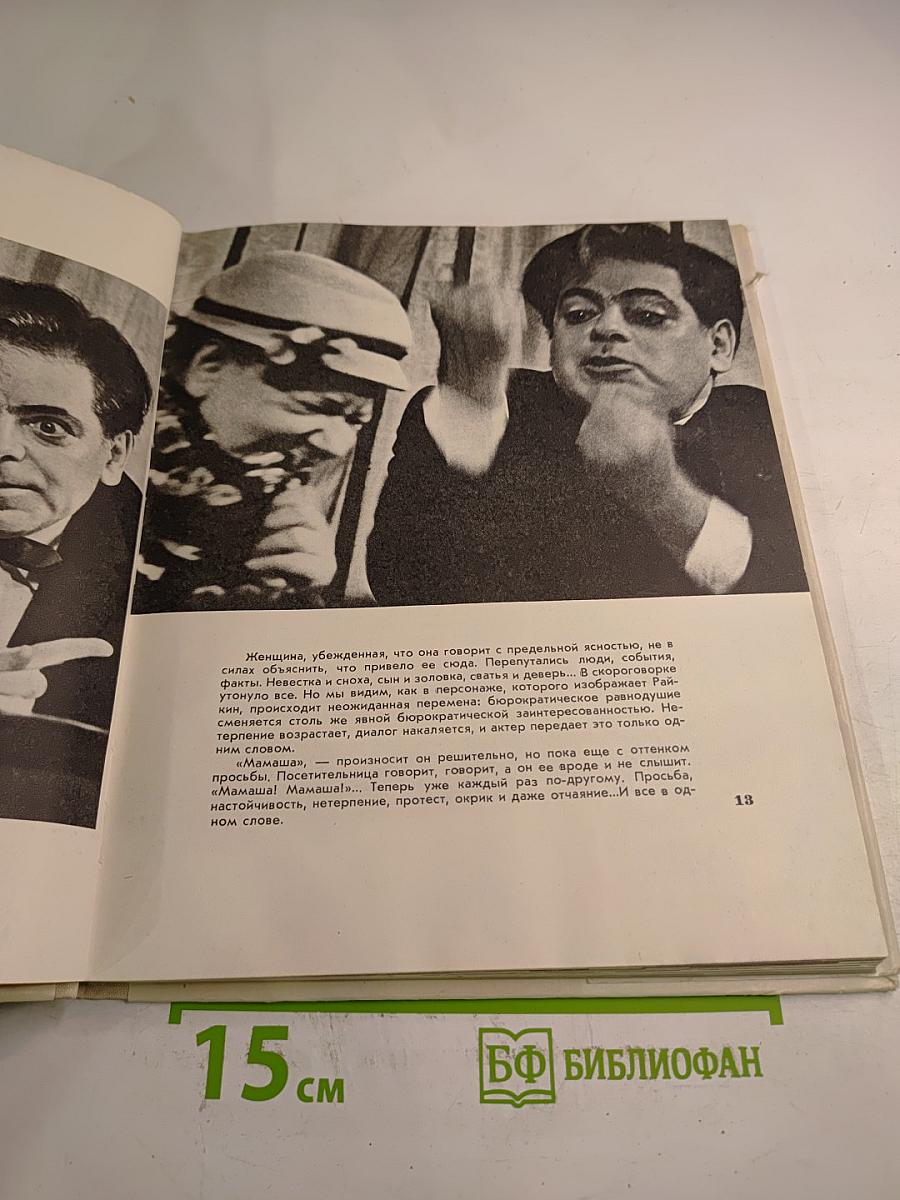 Женщина, убежденная, что она говорит с предельной ясностью, не в
силах объяснить, что привело ее сюда. Перепутались люди, события,
факты. Невестка и сноха, сын и золовка, сватья и деверь... В скороговорке
утонуло все. Но мы видим, как в персонаже, которого изображает Рай-
кин, происходит неожиданная перемена: бюрократическое равнодушие
сменяется столь же явной бюрократической заинтересованностью. Не-
терпение возрастает, диалог накаляется, и актер передает это только од-
ним словом.
«Мамаша», — произносит он решительно, но пока еще с оттенком
просьбы. Посетительница говорит, говорит, а он ее вроде и не слышит.
«Мамаша! Мамаша!»... Теперь уже каждый раз по-другому. Просьба,
настойчивость, нетерпение, протест, окрик и даже отчаяние...И все в од-
ном слове.
13
15 см
БФ БИБЛИОФАН